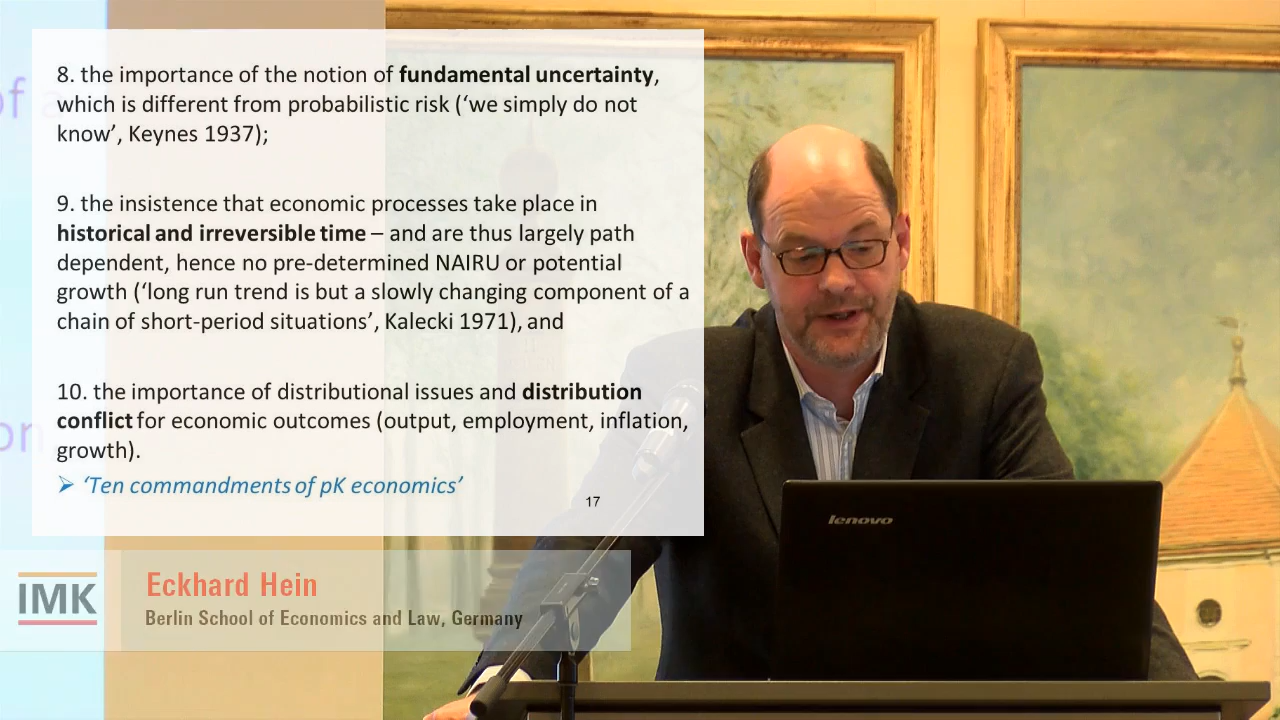 8. the importance of the notion of fundamental uncertainty,
which is different from probabilistic risk (‘we simply do not
know’, Keynes 1937);
9. the insistence that economic processes take place in
historical and irreversible time – and are thus largely path
dependent, hence no pre-determined NAIRU or potential
growth (‘long run trend is but a slowly changing component of a
chain of short-period situations’, Kalecki 1971), and
10. the importance of distributional issues and distribution
conflict for economic outcomes (output, employment, inflation,
growth).
➢ ‘Ten commandments of pK economics’
17
lenovo
IMK
Eckhard Hein
Berlin School of Economics and Law, Germany